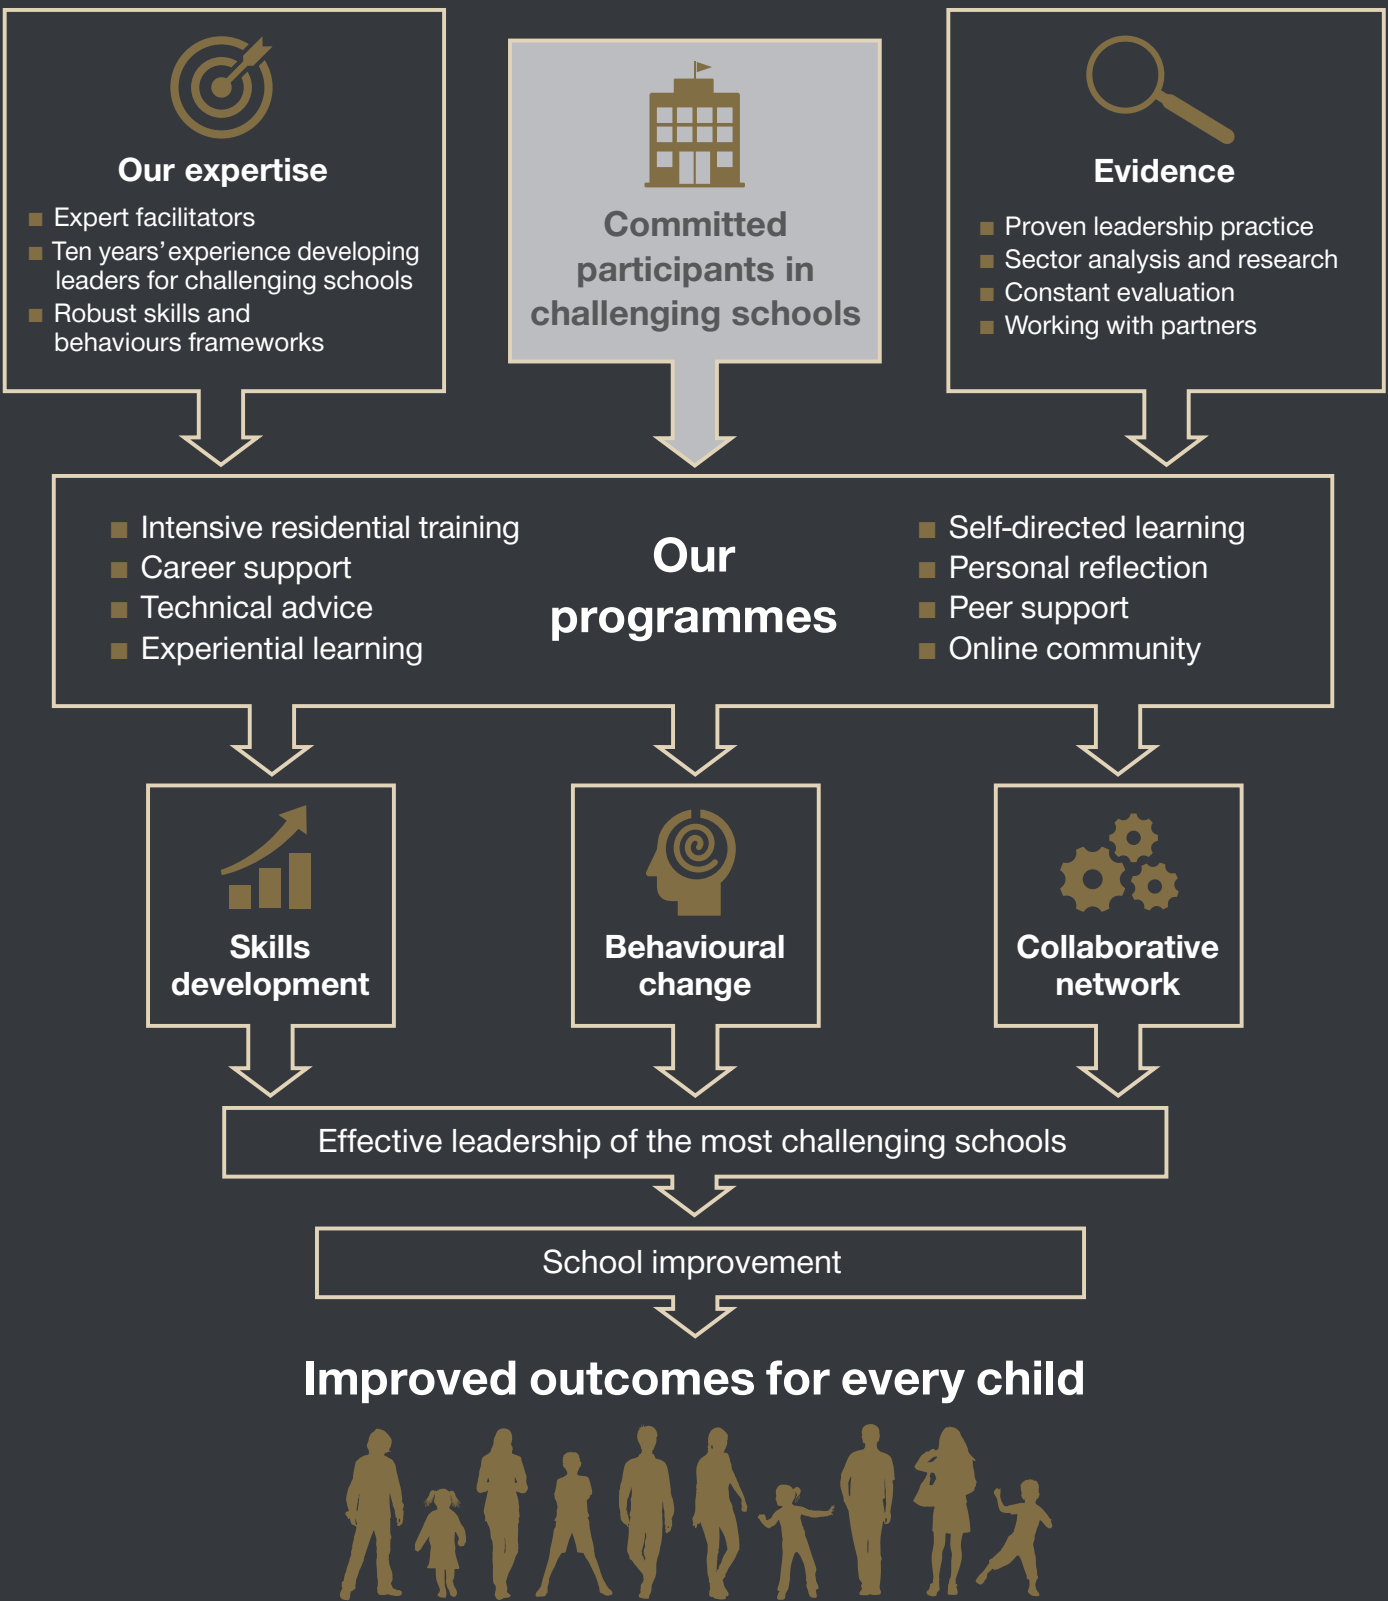 Our expertise
Expert facilitators
Ten years’ experience developing
leaders for challenging schools
Robust skills and
behaviours frameworks
Committed
participants in
challenging schools
Evidence
Proven leadership practice
Sector analysis and research
Constant evaluation
Working with partners
Intensive residential training
Career support
Technical advice
Experiential learning
Our
programmes
Self-directed learning
Personal reflection
Peer support
Online community
Skills
development
Behavioural
change
Collaborative
network
Effective leadership of the most challenging schools
School improvement
Improved outcomes for every child